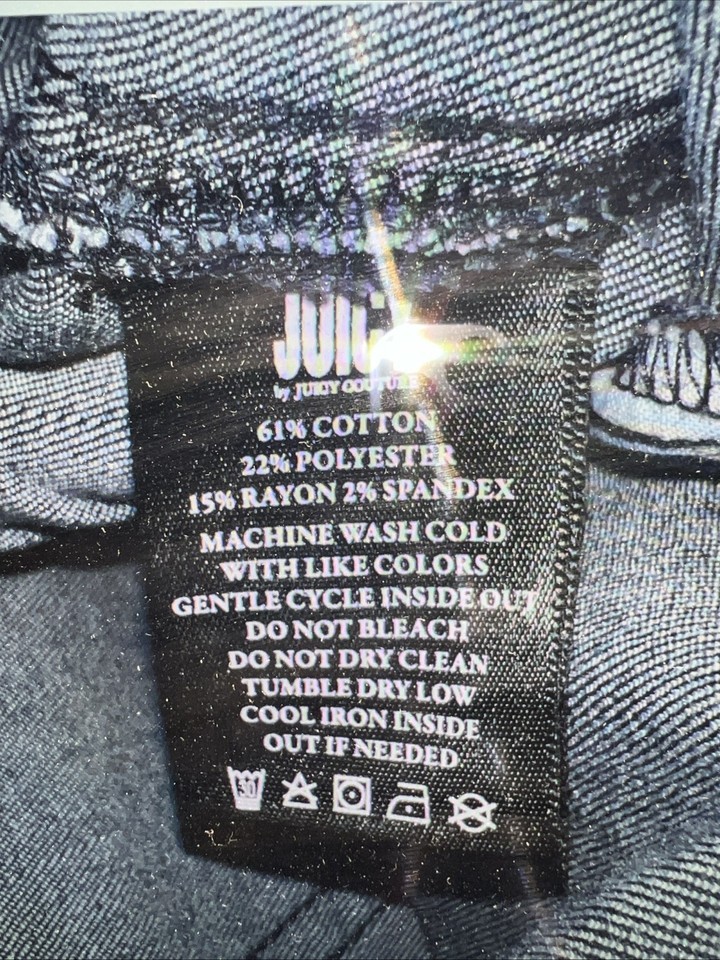 by JUICY COUTURE
61% COTTON
22% POLYESTER
15% RAYON 2% SPANDEX
MACHINE WASH COLD
WITH LIKE COLORS
GENTLE CYCLE INSIDE OUT
DO NOT BLEACH
DO NOT DRY CLEAN
TUMBLE DRY LOW
COOL IRON INSIDE
OUT IF NEEDED
30